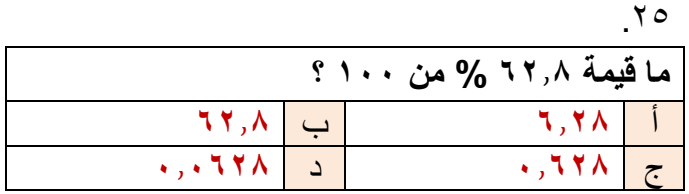 ٢٥.
ما قيمة ٦٢,٨ % من ١٠٠ ؟
أ ٦,٢٨ ب ٦٢,٨
ج ٠,٦٢٨ د ٠,٠٦٢٨